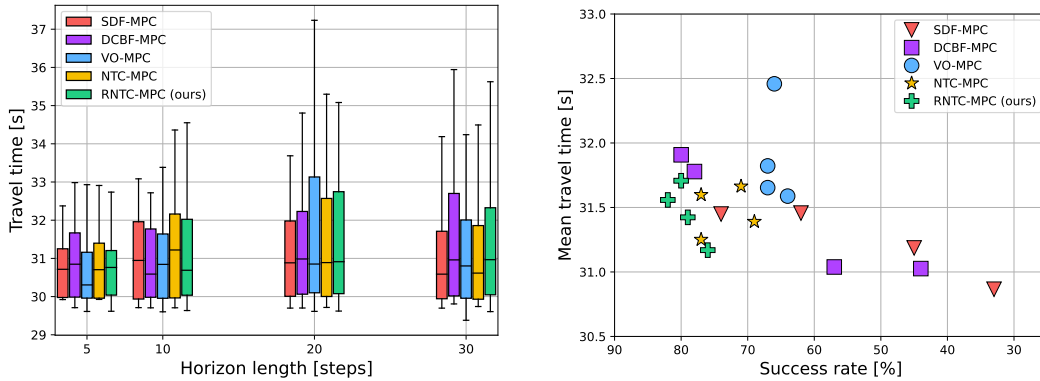 SDF-MPC
DCBF-MPC
VO-MPC
NTC-MPC
RNTC-MPC (ours)
37
36
35
34
33
32
31
30
29
Travel time [s]
5
10
20
30
Horizon length [steps]
33.0
32.5
32.0
31.5
31.0
30.5
Mean travel time [s]
SDF-MPC
DCBF-MPC
VO-MPC
NTC-MPC
RNTC-MPC (ours)
90
80
70
60
50
40
30
Success rate [%]